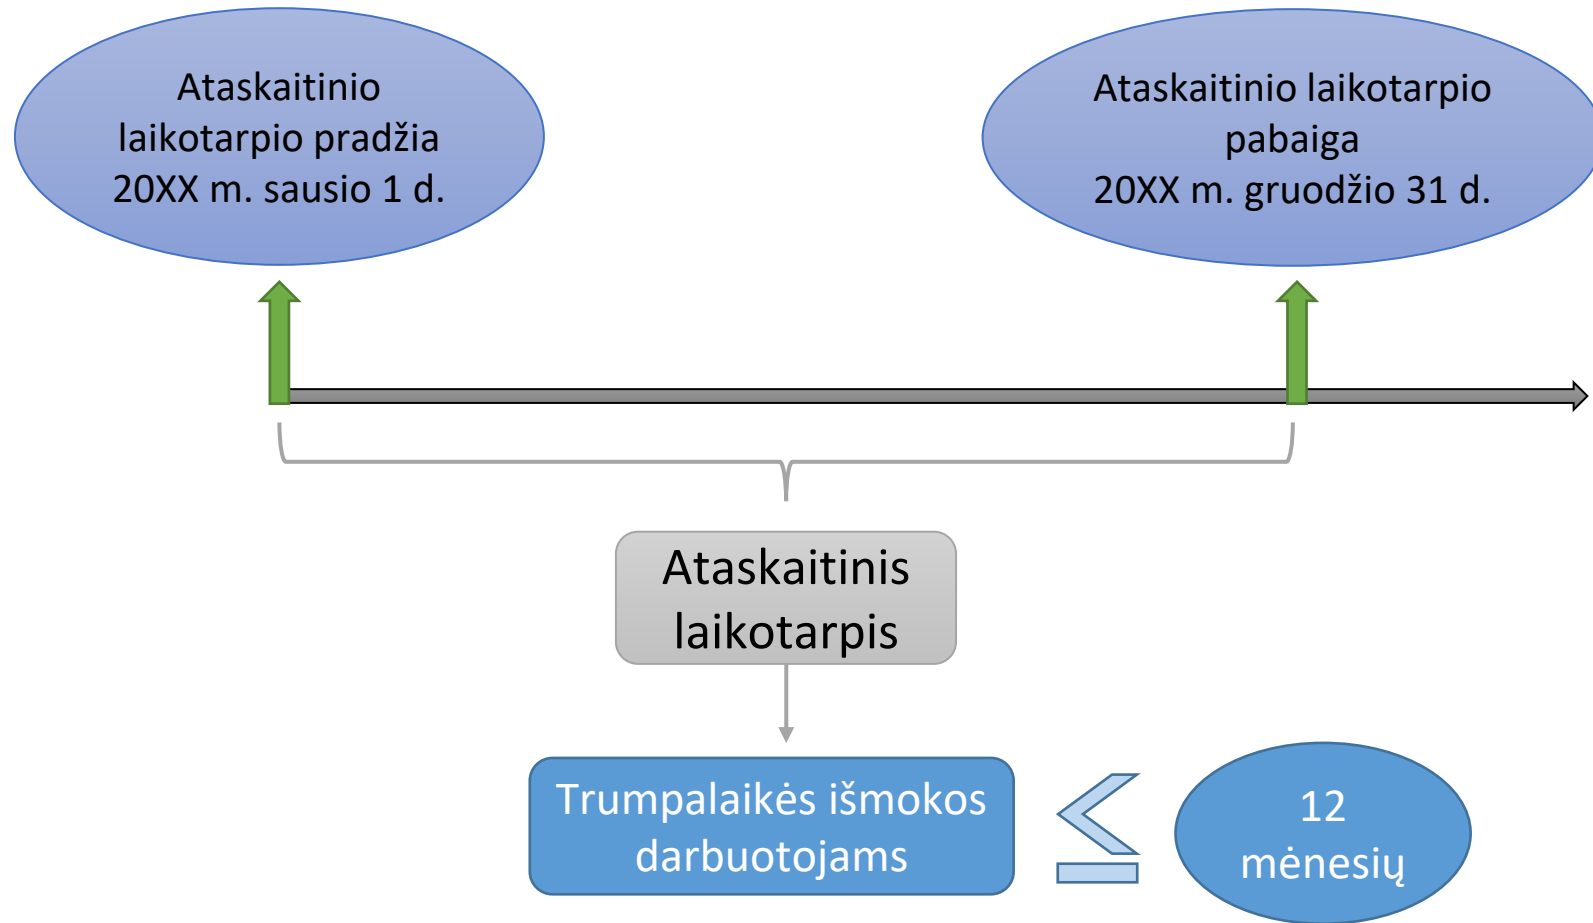 Ataskaitinio
laikotarpio pradžia
20XX m. sausio 1 d.
Ataskaitinio laikotarpio
pabaiga
20XX m. gruodžio 31 d.
Ataskaitinis
laikotarpis
Trumpalaikės išmokos
darbuotojams
≤
12
mėnesių